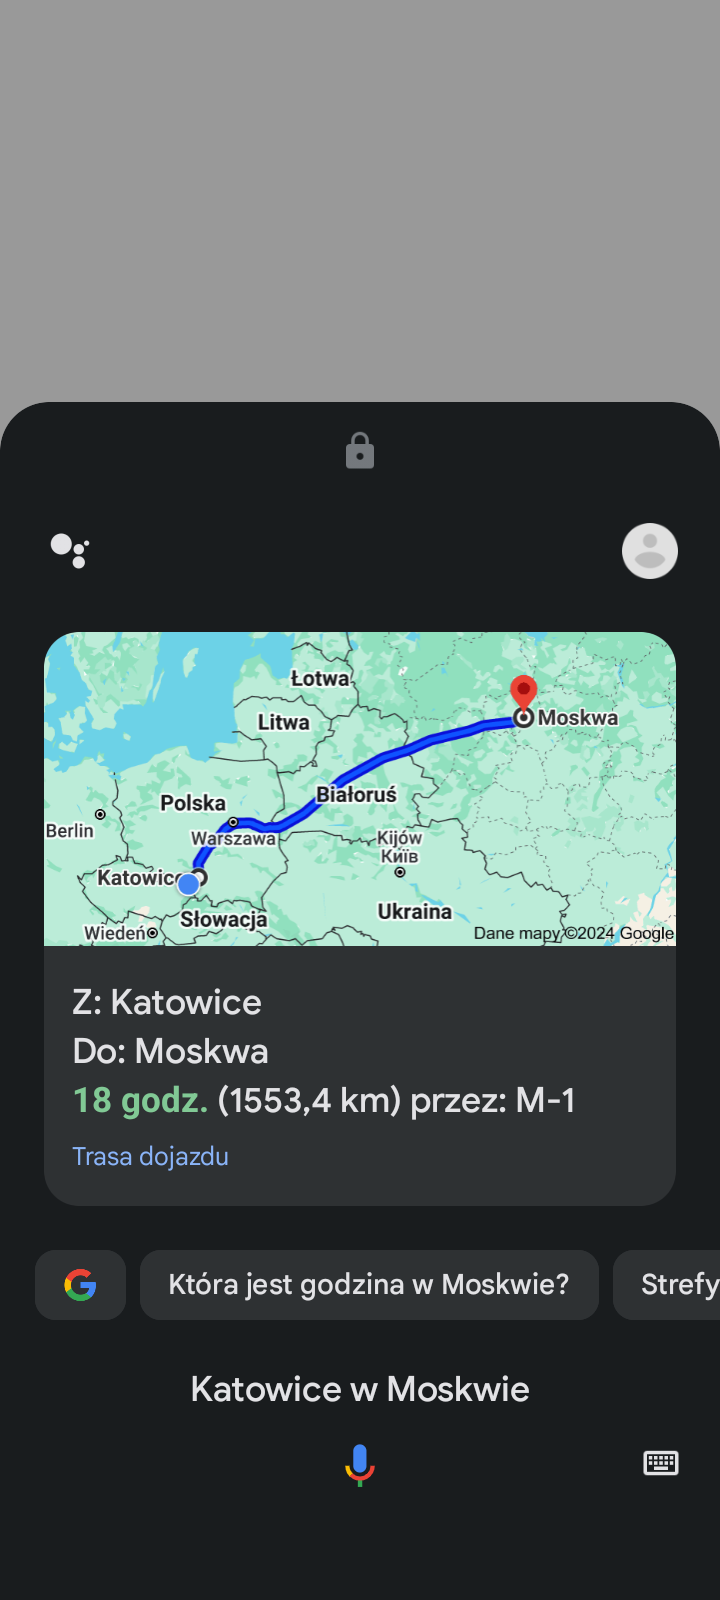 Łotwa
Litwa
Moskwa
Białoruś
Polska
Berlin
Warszawa
Kijów
Київ
Katowice
Słowacja
Ukraina
Wiedeń
Dane mapy ©2024 Google
Z: Katowice
Do: Moskwa
18 godz. (1553,4 km) przez: M-1
Trasa dojazdu
Która jest godzina w Moskwie?
Strefy
Katowice w Moskwie